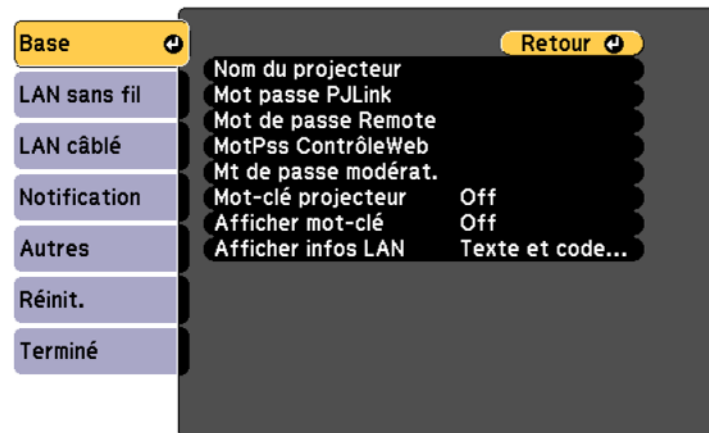 Base
LAN sans fil
LAN câblé
Notification
Autres
Réinit.
Terminé
Retour
Nom du projecteur
Mot passe PJLink
Mot de passe Remote
MotPss ContrôleWeb
Mt de passe modérat.
Mot-clé projecteur Off
Afficher mot-clé Off
Afficher infos LAN Texte et code...